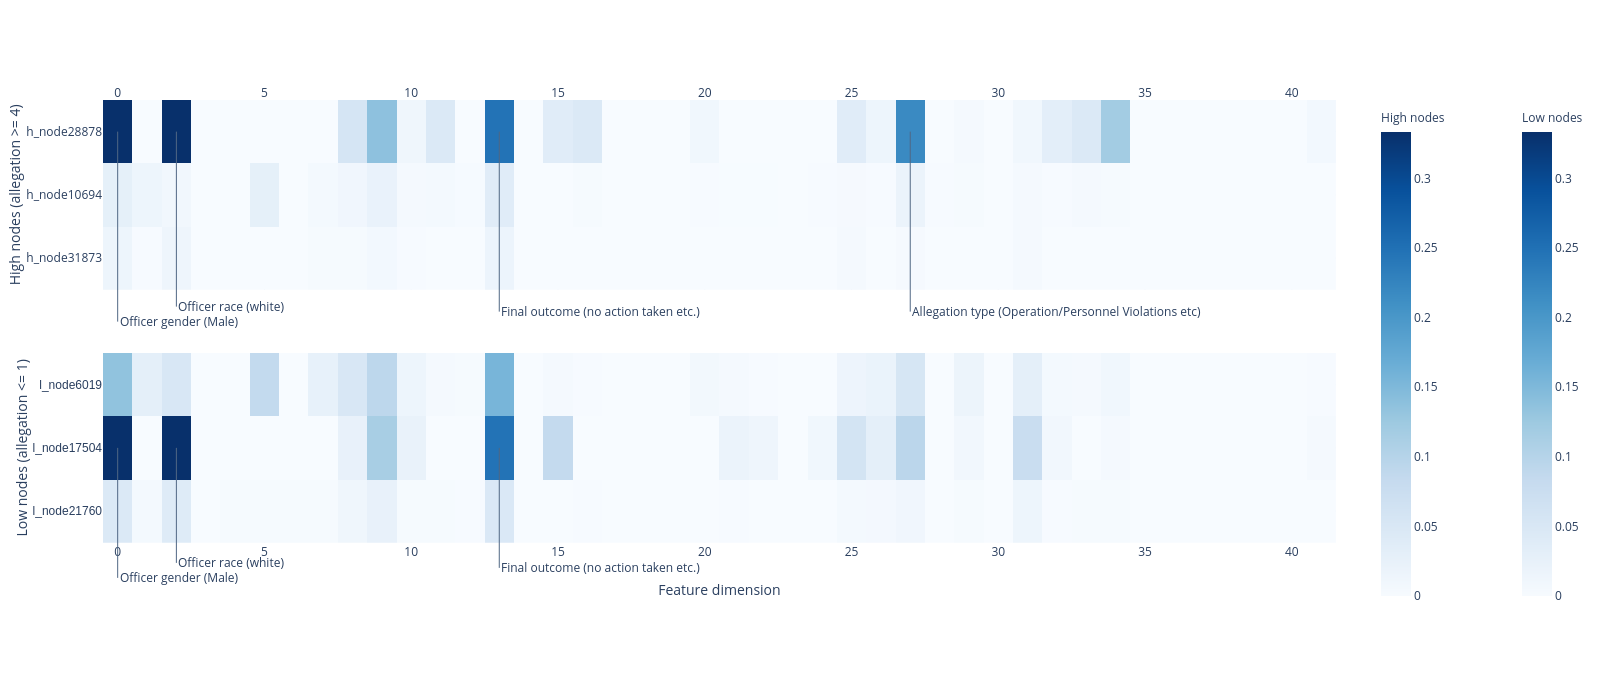 0 5 10 15 20 25 30 35 40
High nodes (allegation >= 4)
h_node28878
h_node10694
h_node31873
Officer race (white)
Officer gender (Male)
Final outcome (no action taken etc.)
Allegation type (Operation/Personnel Violations etc)
Low nodes (allegation <= 1)
l_node6019
l_node17504
l_node21760
0 5 10 15 20 25 30 35 40
Officer race (white)
Officer gender (Male)
Final outcome (no action taken etc.)
Feature dimension
High nodes
0.3
0.25
0.2
0.15
0.1
0.05
0
Low nodes
0.3
0.25
0.2
0.15
0.1
0.05
0